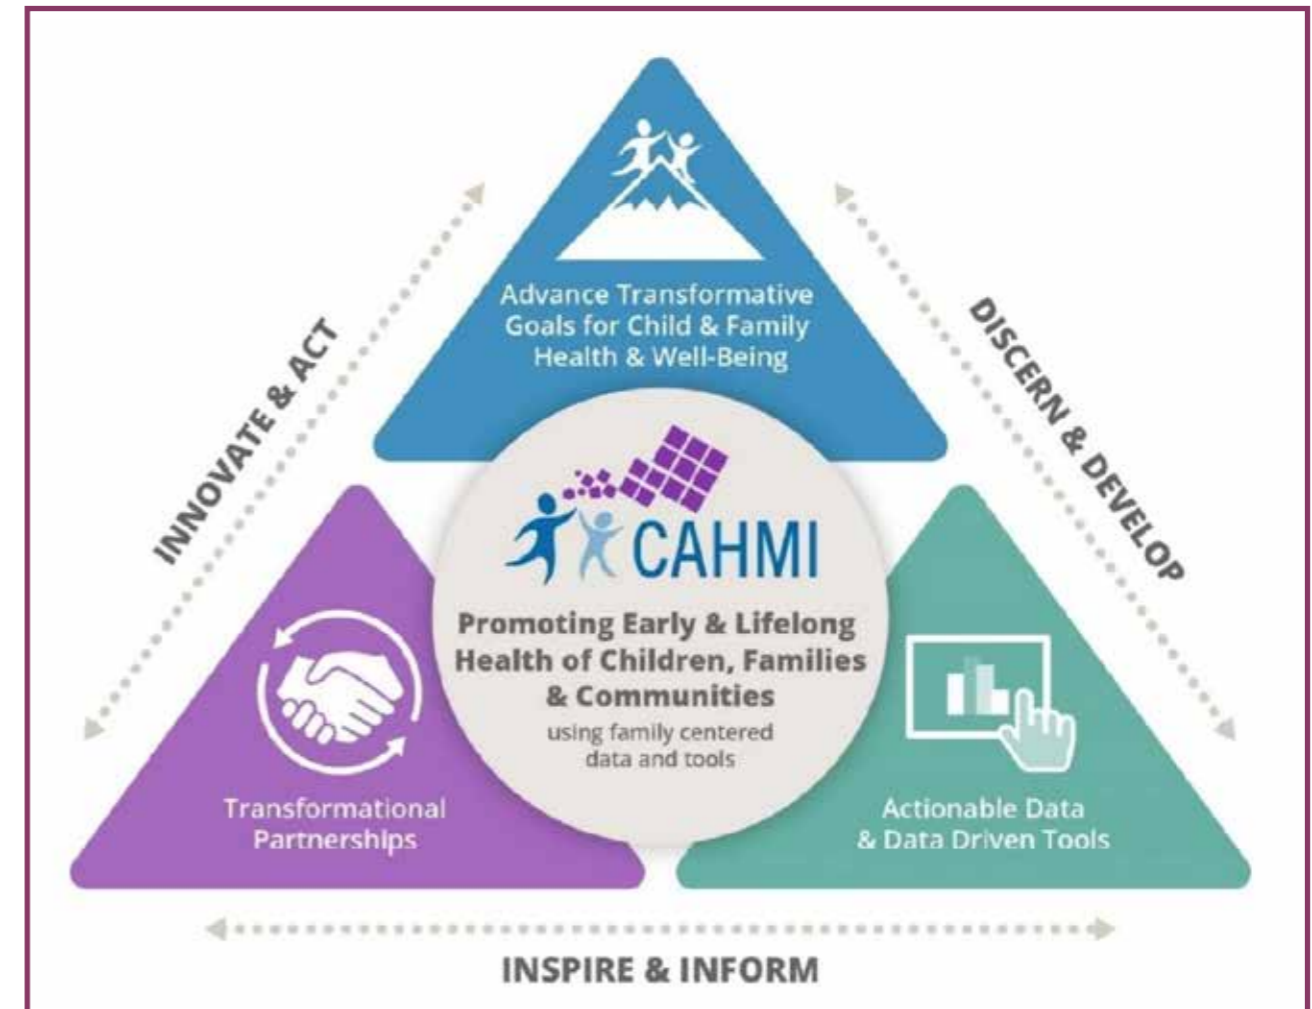 Advance Transformative
Goals for Child & Family
Health & Well-Being
INNOVATE & ACT
DISCERN & DEVELOP
CAHMI
Promoting Early & Lifelong
Health of Children, Families
& Communities
using family centered
data and tools
Transformational
Partnerships
Actionable Data
& Data Driven Tools
INSPIRE & INFORM